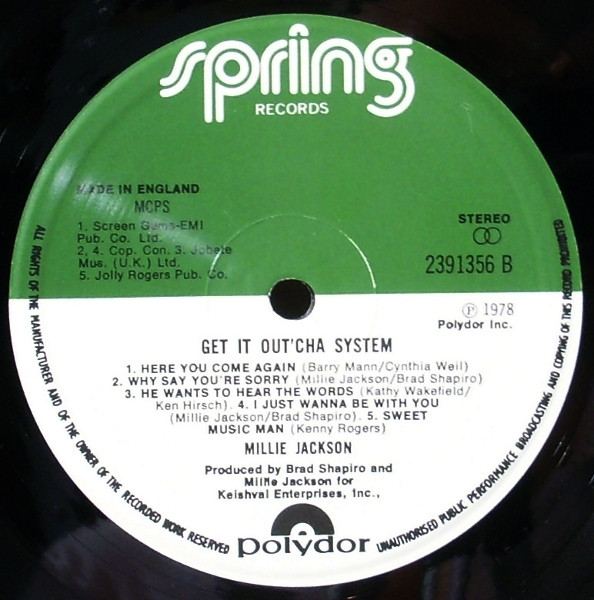 spring
RECORDS
MADE IN ENGLAND
MCPS
1. Screen Gems-EMI
Pub. Co. Ltd.
2, 4. Cop. Con. 3. Jobete
Mus. (U.K.) Ltd.
5. Jolly Rogers Pub. Co.
STEREO
2391356 B
Ⓟ 1978
Polydor Inc.
GET IT OUT'CHA SYSTEM
1. HERE YOU COME AGAIN (Barry Mann/Cynthia Weil)
2. WHY SAY YOU'RE SORRY (Millie Jackson/Brad Shapiro)
3. HE WANTS TO HEAR THE WORDS (Kathy Wakefield/
Ken Hirsch). 4. I JUST WANNA BE WITH YOU
(Millie Jackson/Brad Shapiro). 5. SWEET
MUSIC MAN (Kenny Rogers)
MILLIE JACKSON
Produced by Brad Shapiro and
Millie Jackson for
Keishval Enterprises, Inc.,
polydor
ALL RIGHTS OF THE MANUFACTURER AND OF THE OWNER OF THE RECORDED WORK RESERVED
UNAUTHORISED PUBLIC PERFORMANCE BROADCASTING AND COPYING OF THIS RECORD PROHIBITED